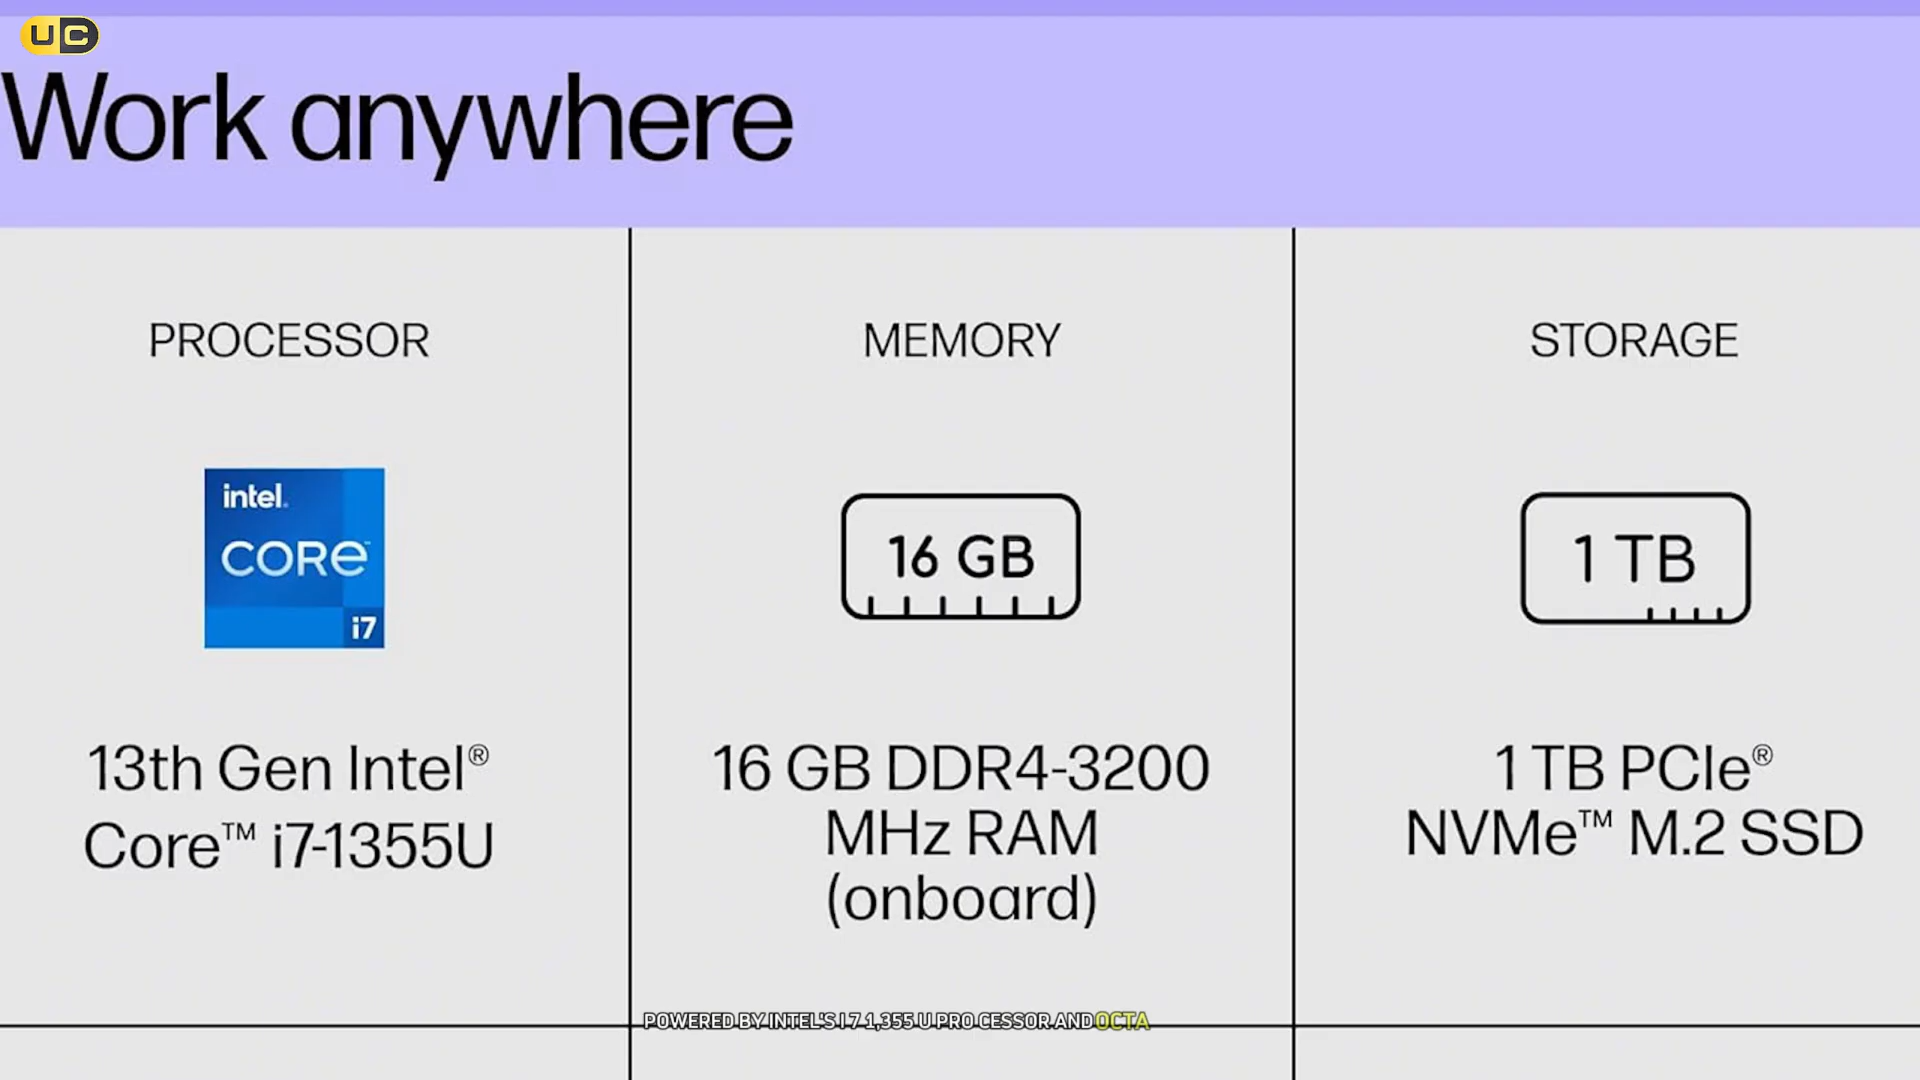 UC
Work anywhere
PROCESSOR
intel.
CORE™
i7
13th Gen Intel®
Core™ i7-1355U
MEMORY
16 GB
16 GB DDR4-3200
MHz RAM
(onboard)
STORAGE
1 TB
1 TB PCIe®
NVMe™ M.2 SSD
POWERED BY INTEL'S I 7 1,355 U PRO CESSOR AND OCTA